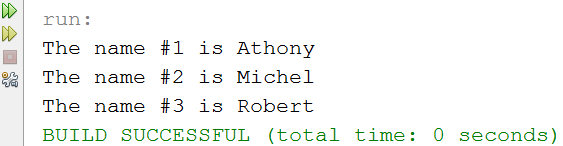 run:
The name #1 is Athony
The name #2 is Michel
The name #3 is Robert
BUILD SUCCESSFUL (total time: 0 seconds)